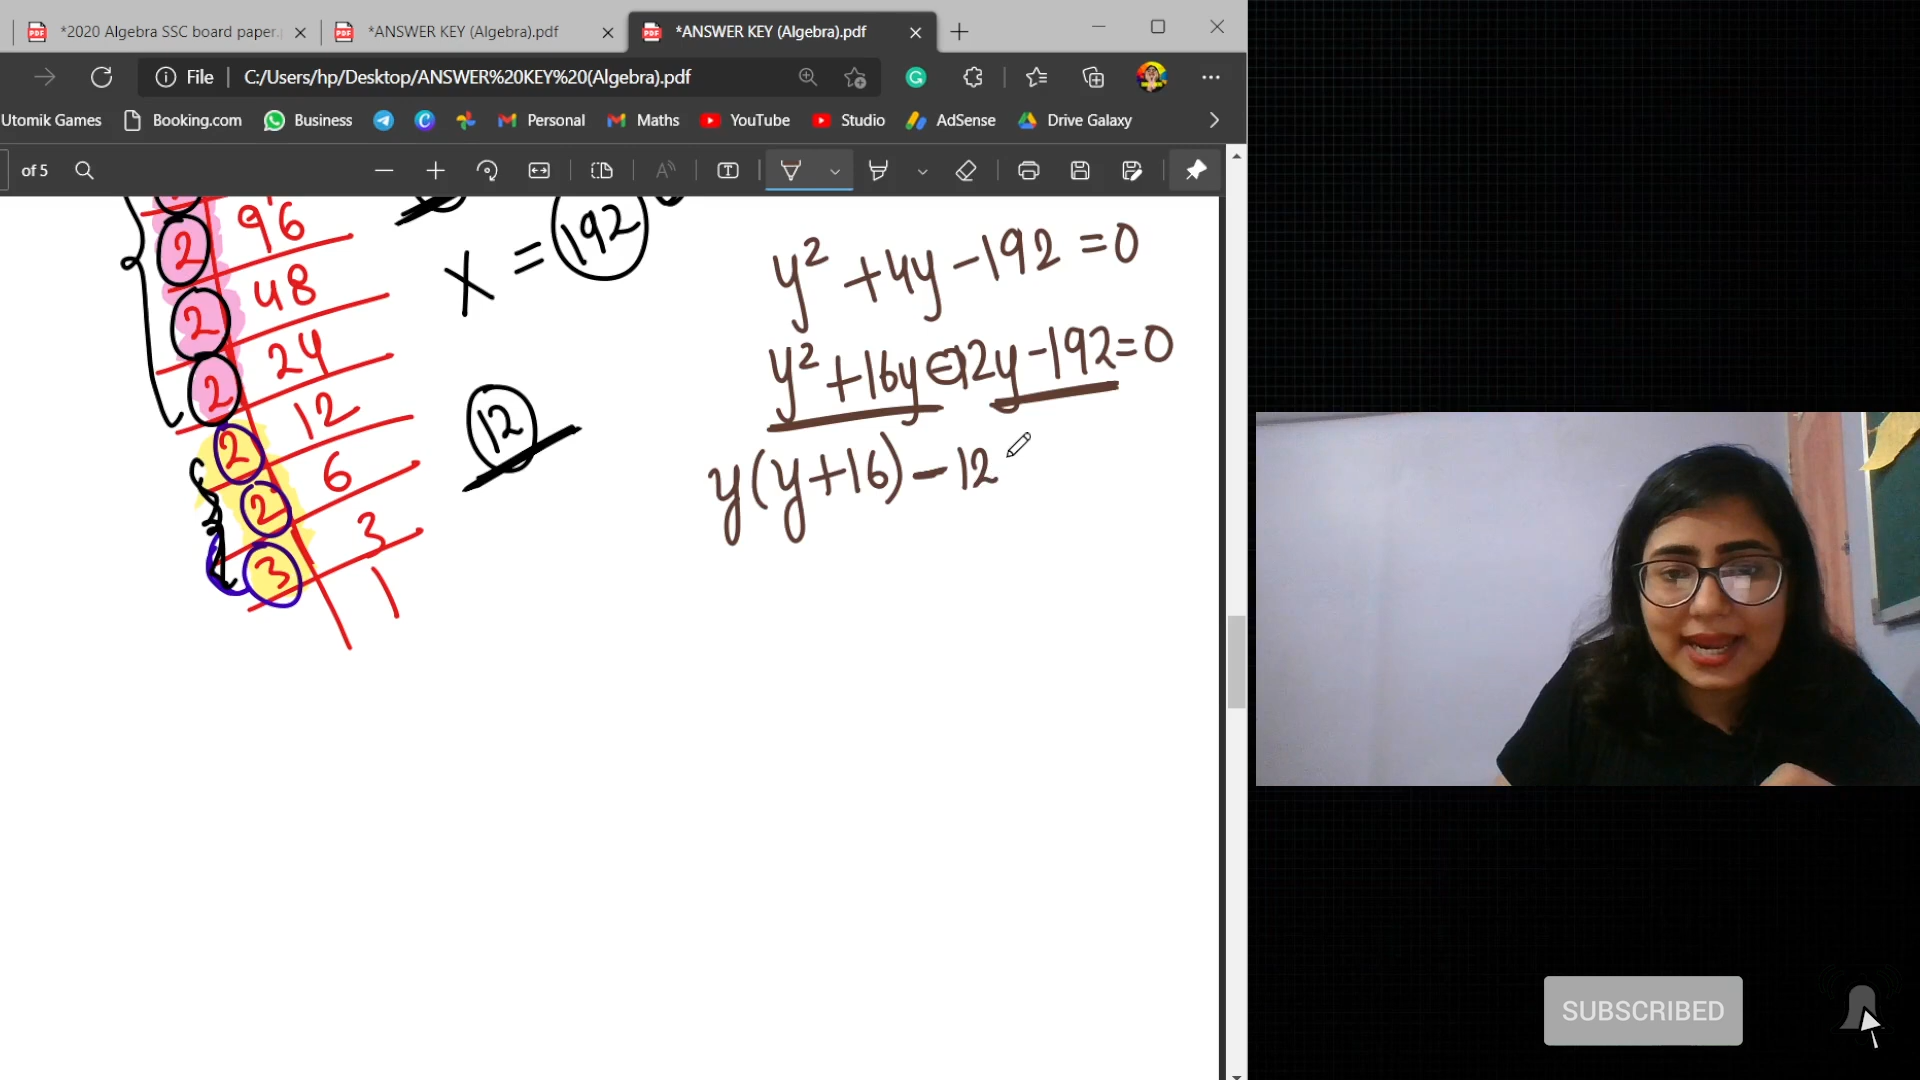 *2020 Algebra SSC board paper.p
*ANSWER KEY (Algebra).pdf
*ANSWER KEY (Algebra).pdf
File C:/Users/hp/Desktop/ANSWER%20KEY%20(Algebra).pdf
Utomik Games Booking.com Business Personal Maths YouTube Studio AdSense Drive Galaxy
of 5
2 96
2 48
2 24
2 12
2 6
2 3
3 1
x = 192
12
y² + 4y - 192 = 0
y² + 16y - 12y - 192 = 0
y(y+16) - 12
SUBSCRIBED